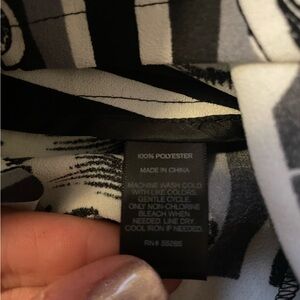 100% POLYESTER
MADE IN CHINA
MACHINE WASH COLD
WITH LIKE COLORS.
GENTLE CYCLE.
ONLY NON-CHLORINE
BLEACH WHEN
NEEDED. LINE DRY.
COOL IRON IF NEEDED.
RN# 55285